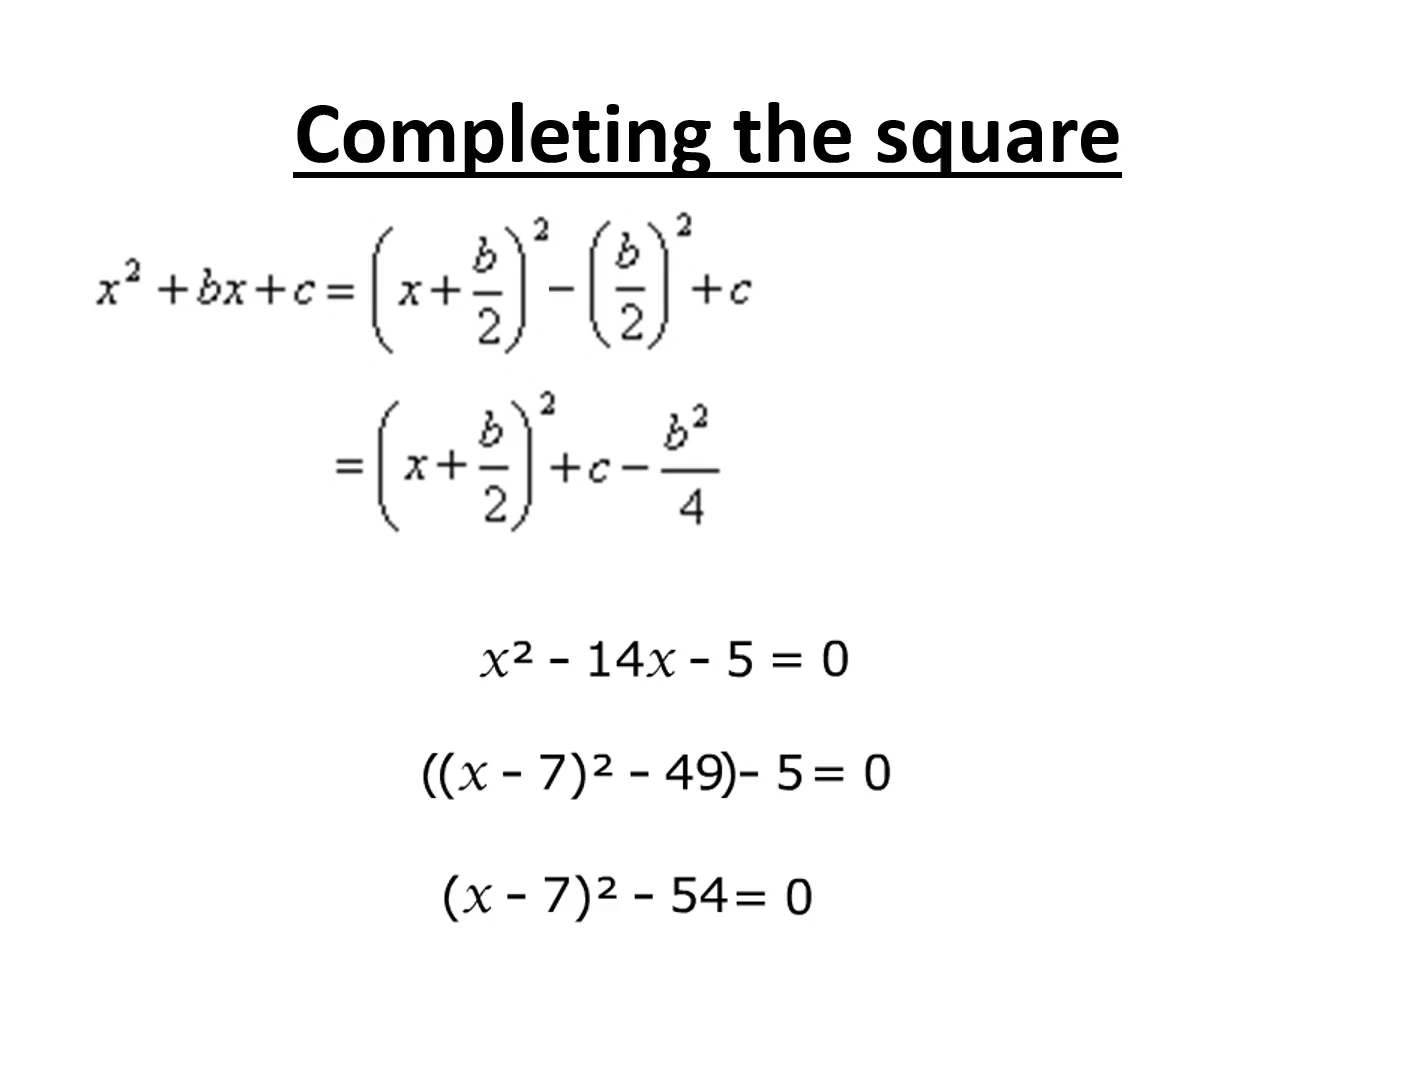 Completing the square
x² + bx + c = (x + b/2)² − (b/2)² + c
= (x + b/2)² + c − b²/4
x² – 14x – 5 = 0
((x – 7)² – 49)– 5 = 0
(x – 7)² – 54 = 0